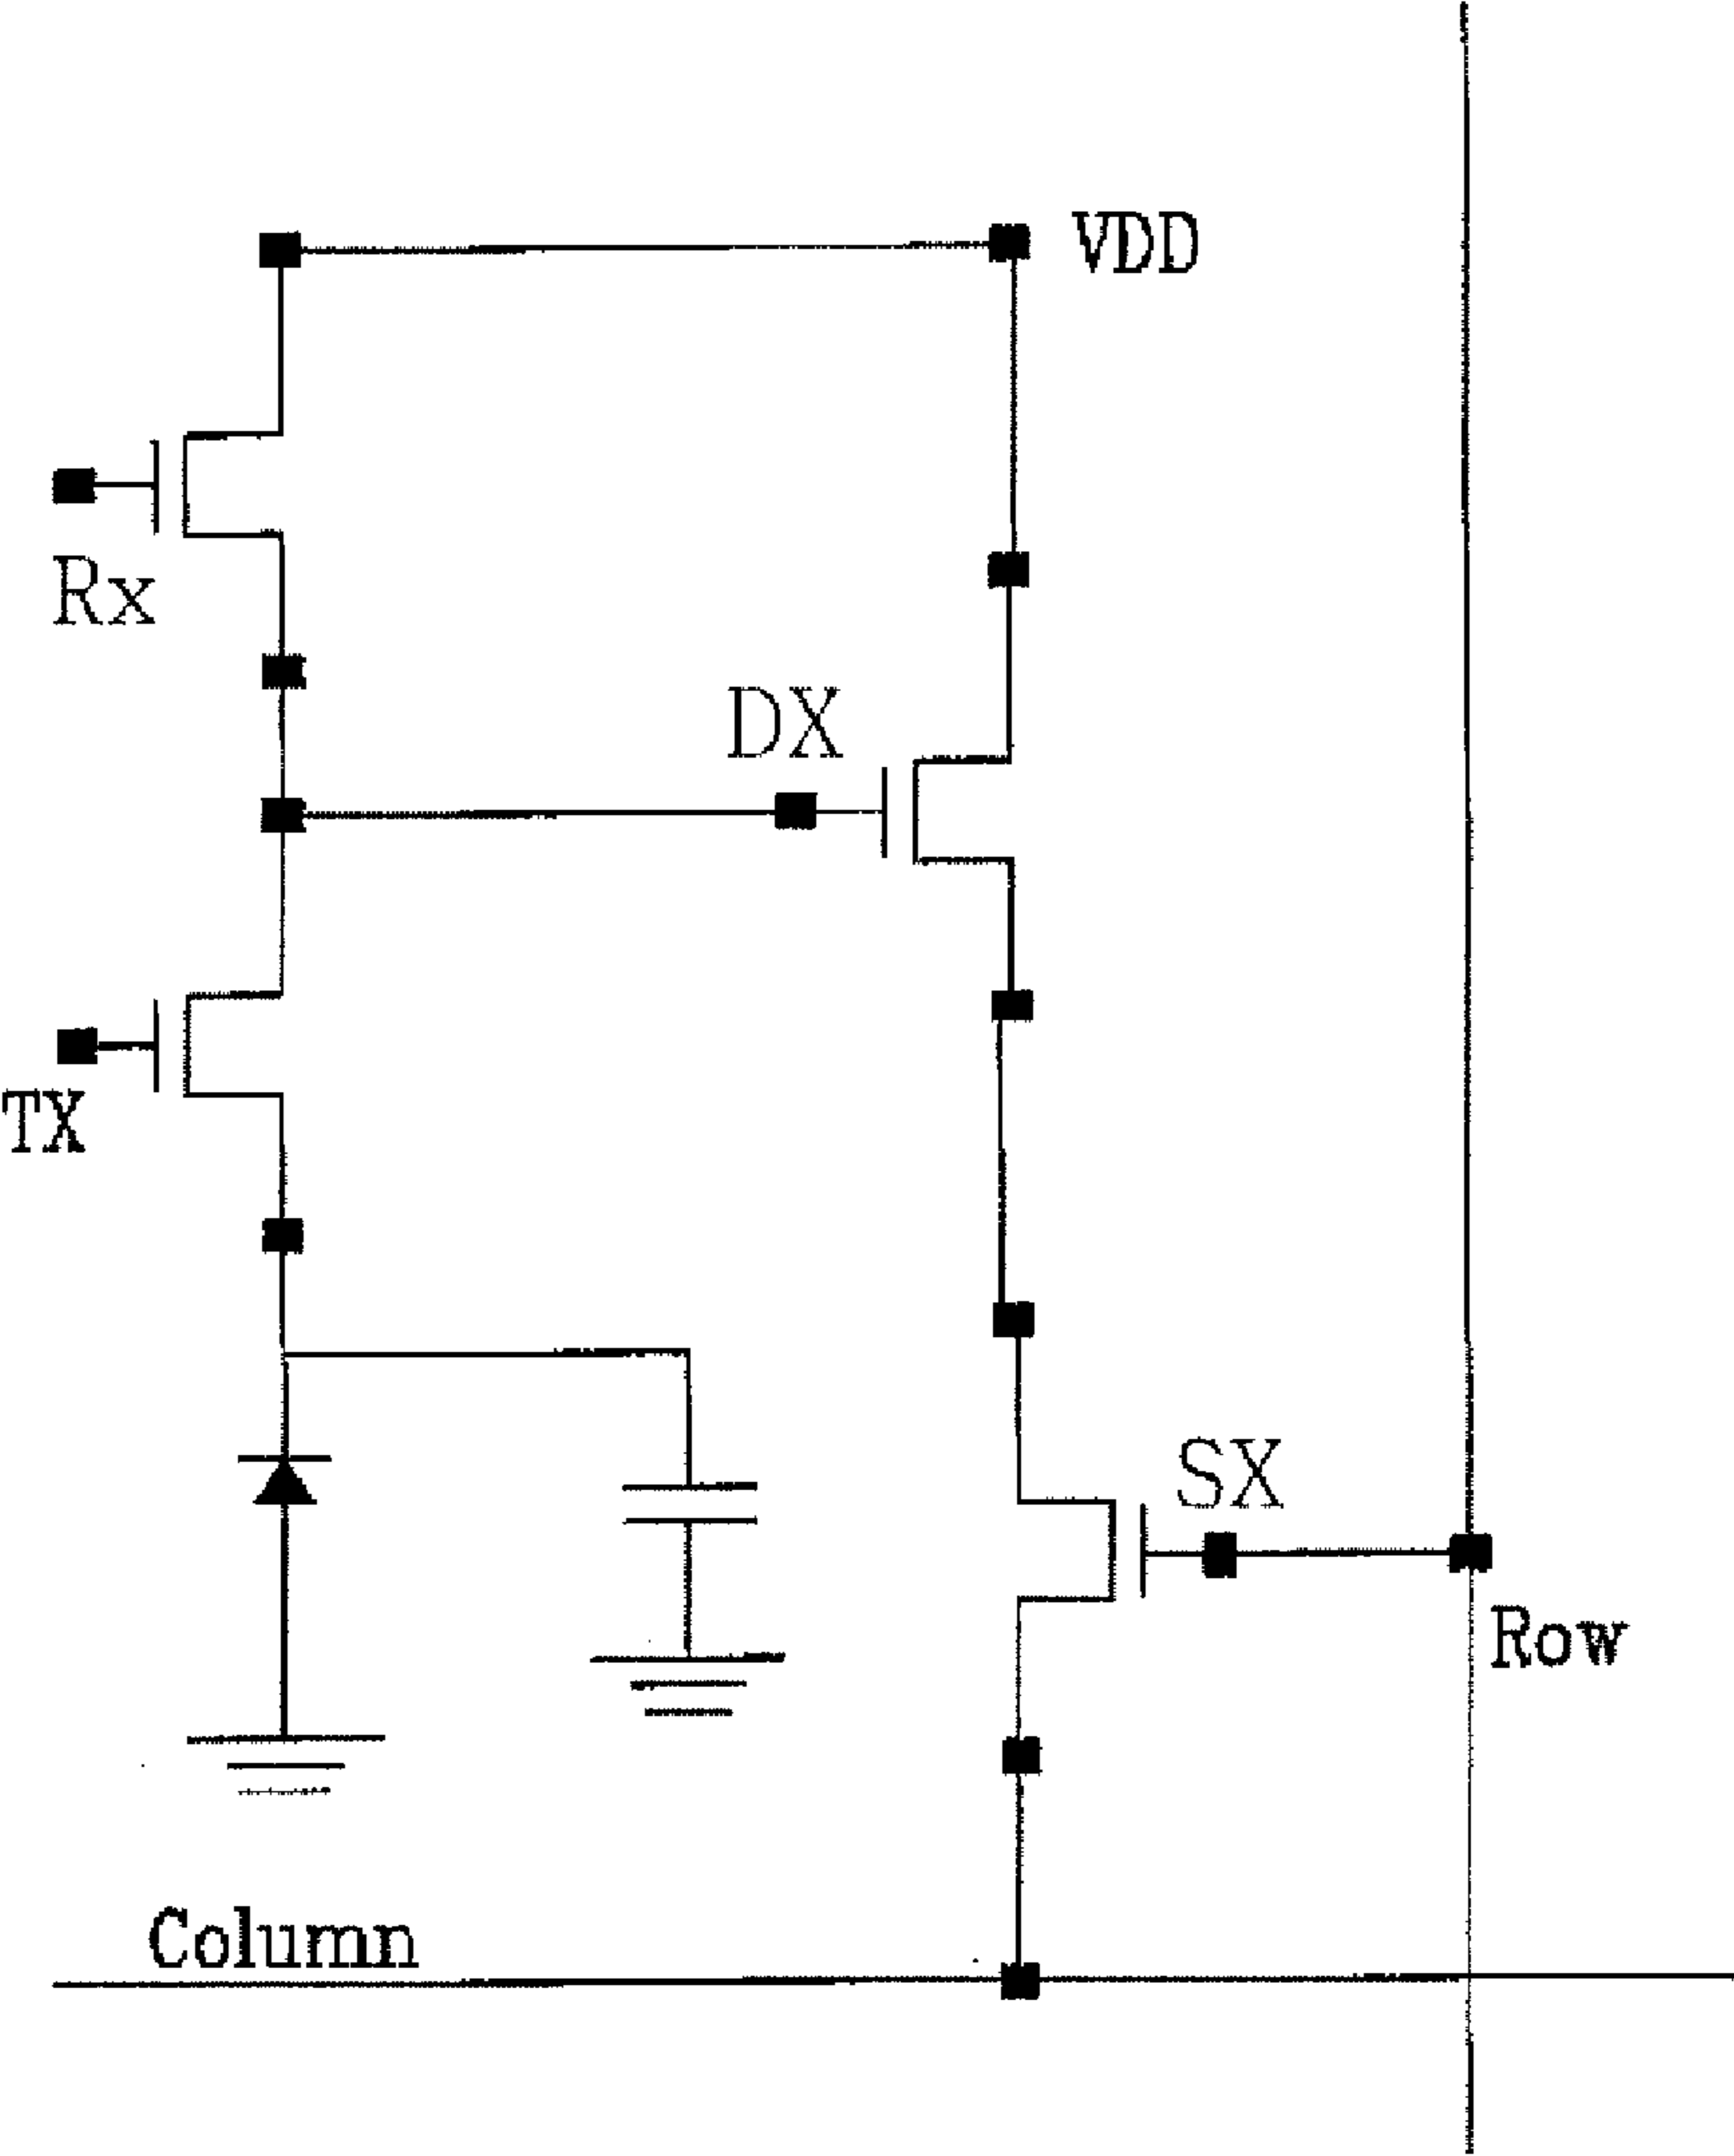 VDD
Rx
DX
TX
SX
Row
Column